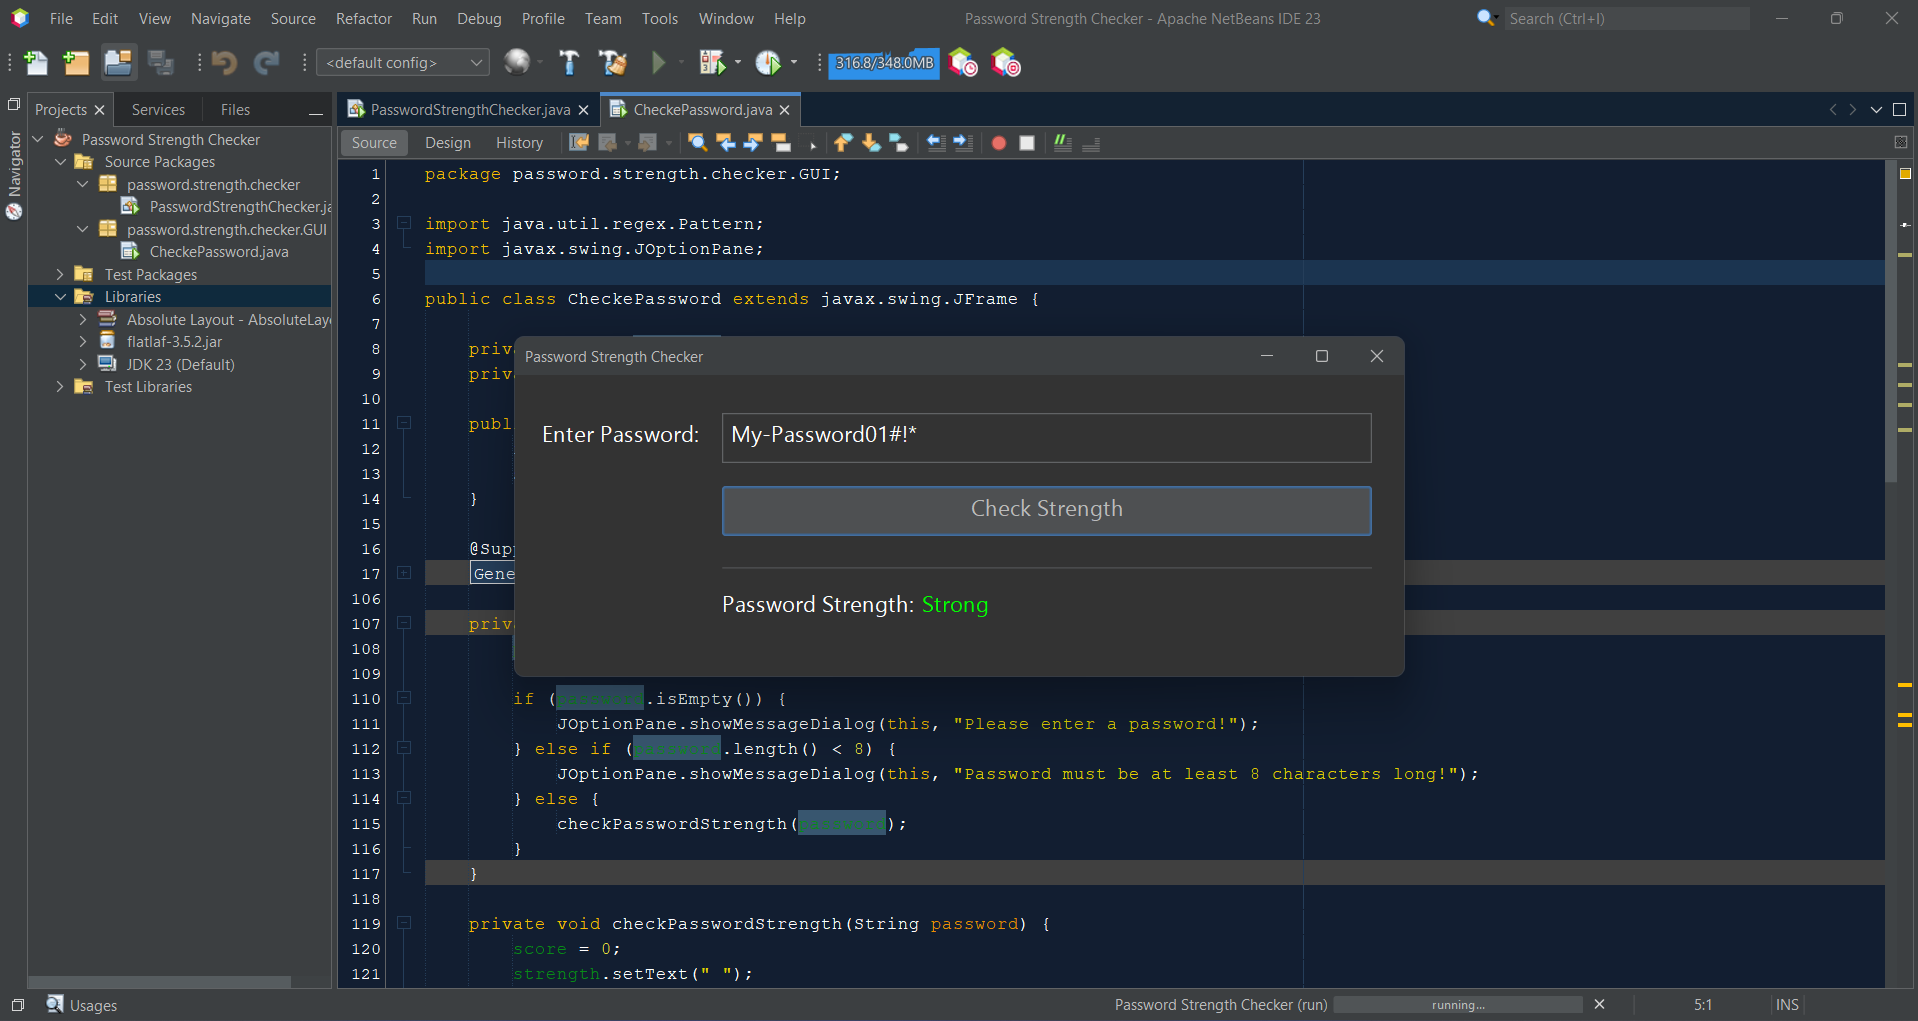 File Edit View Navigate Source Refactor Run Debug Profile Team Tools Window Help
Password Strength Checker - Apache NetBeans IDE 23
Search (Ctrl+I)
<default config>
316.8/348.0MB
Projects Services Files
PasswordStrengthChecker.java
CheckePassword.java
Navigator
Source Design History
Password Strength Checker
Source Packages
password.strength.checker
PasswordStrengthChecker.ja
password.strength.checker.GUI
CheckePassword.java
Test Packages
Libraries
Absolute Layout - AbsoluteLay
flatlaf-3.5.2.jar
JDK 23 (Default)
Test Libraries
1 package password.strength.checker.GUI;
2
3 import java.util.regex.Pattern;
4 import javax.swing.JOptionPane;
5
6 public class CheckePassword extends javax.swing.JFrame {
7
8 priv
9 priv
10
11 publ
12
13
14 }
15
16 @Sup
17 Gene
106
107 priv
108
109
110 if (password.isEmpty()) {
111 JOptionPane.showMessageDialog(this, "Please enter a password!");
112 } else if (password.length() < 8) {
113 JOptionPane.showMessageDialog(this, "Password must be at least 8 characters long!");
114 } else {
115 checkPasswordStrength(password);
116 }
117 }
118
119 private void checkPasswordStrength(String password) {
120 score = 0;
121 strength.setText(" ");
Password Strength Checker
Enter Password: My-Password01#!*
Check Strength
Password Strength: Strong
Usages
Password Strength Checker (run) running...
5:1 INS